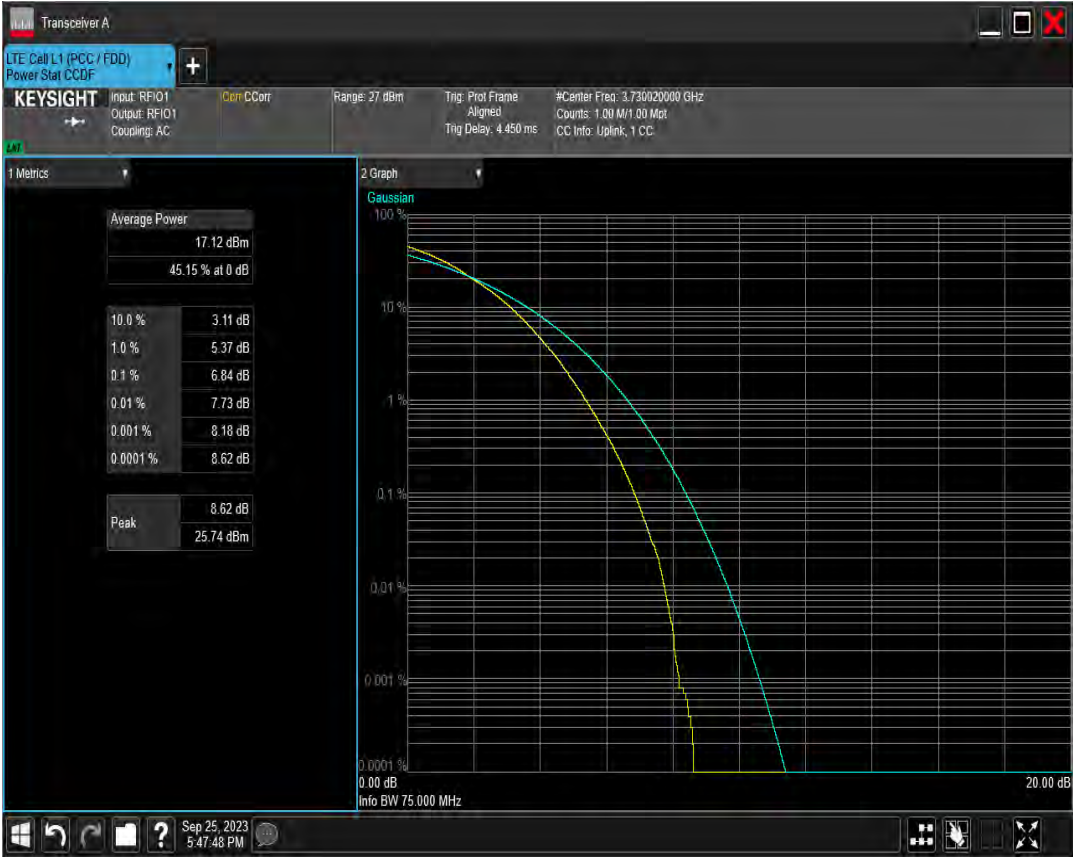 Transceiver A
LTE Cell L1 (PCC / FDD)
Power Stat CCDF
+
KEYSIGHT
Input: RFIO1
Output: RFIO1
Coupling: AC
Corr CCorr
Range: 27 dBm
Trig: Prot Frame
Aligned
Trig Delay: 4.450 ms
#Center Freq: 3.730020000 GHz
Counts: 1.00 M/1.00 Mpt
CC Info: Uplink, 1 CC
1 Metrics
Average Power
17.12 dBm
45.15 % at 0 dB
10.0 % 3.11 dB
1.0 % 5.37 dB
0.1 % 6.84 dB
0.01 % 7.73 dB
0.001 % 8.18 dB
0.0001 % 8.62 dB
Peak
8.62 dB
25.74 dBm
2 Graph
Gaussian
100 %
10 %
1 %
0.1 %
0.01 %
0.001 %
0.0001 %
0.00 dB
20.00 dB
Info BW 75.000 MHz
?
Sep 25, 2023
5:47:48 PM